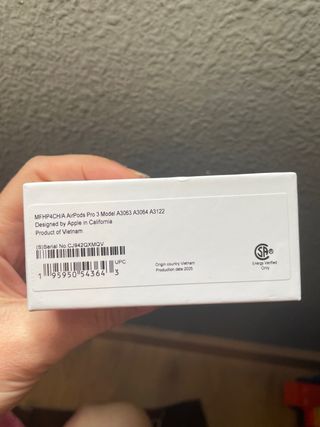 MFHP4CH/A AirPods Pro 3 Model A3063 A3064 A3122
Designed by Apple in California
Product of Vietnam
(S)Serial No.CJ942GXMQV
UPC
1 95950 54364 3
Origin country Vietnam
Production date 2025
Energy Verified
Only